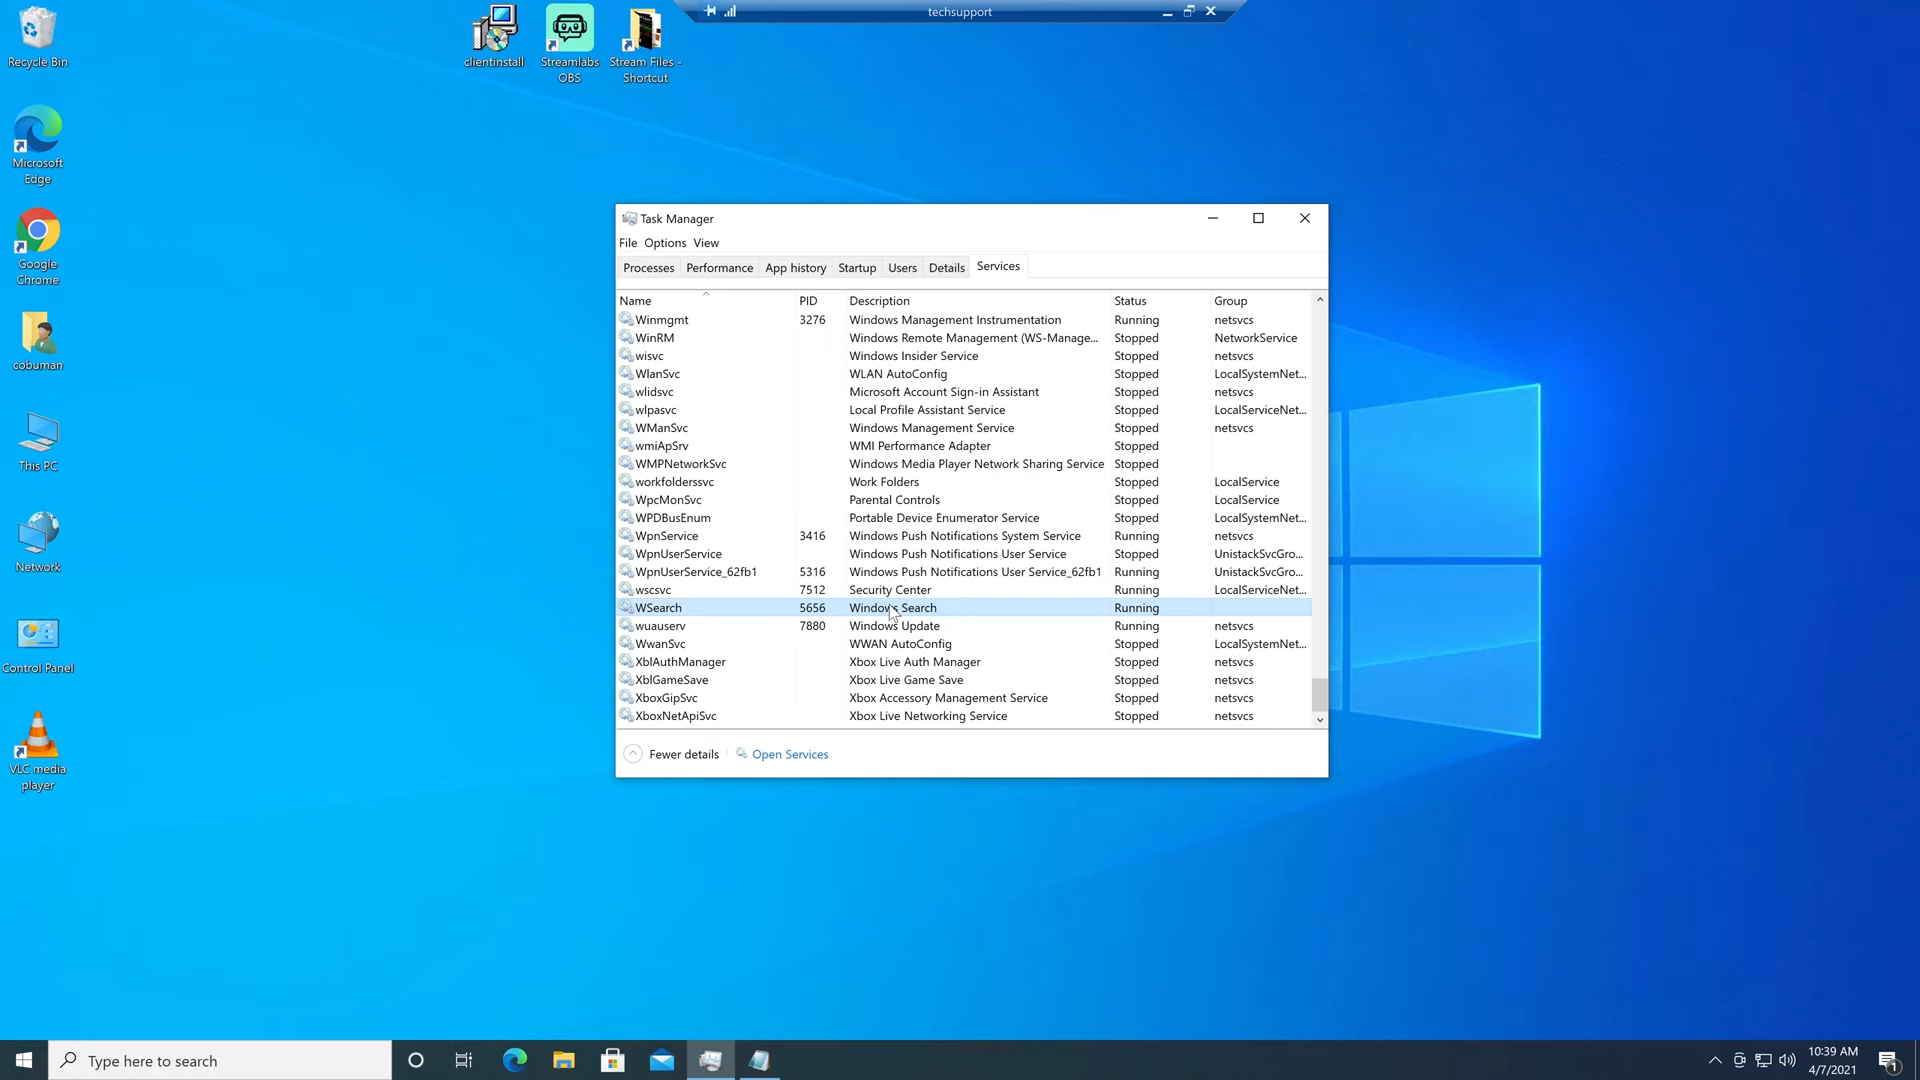 techsupport
Recycle Bin
clientinstall
Streamlabs
OBS
Stream Files -
Shortcut
Microsoft
Edge
Google
Chrome
cobuman
This PC
Network
Control Panel
VLC media
player
Task Manager
File Options View
Processes Performance App history Startup Users Details Services
Name PID Description Status Group
Winmgmt 3276 Windows Management Instrumentation Running netsvcs
WinRM Windows Remote Management (WS-Manage... Stopped NetworkService
wisvc Windows Insider Service Stopped netsvcs
WlanSvc WLAN AutoConfig Stopped LocalSystemNet...
wlidsvc Microsoft Account Sign-in Assistant Stopped netsvcs
wlpasvc Local Profile Assistant Service Stopped LocalServiceNet...
WManSvc Windows Management Service Stopped netsvcs
wmiApSrv WMI Performance Adapter Stopped
WMPNetworkSvc Windows Media Player Network Sharing Service Stopped
workfolderssvc Work Folders Stopped LocalService
WpcMonSvc Parental Controls Stopped LocalService
WPDBusEnum Portable Device Enumerator Service Stopped LocalSystemNet...
WpnService 3416 Windows Push Notifications System Service Running netsvcs
WpnUserService Windows Push Notifications User Service Stopped UnistackSvcGro...
WpnUserService_62fb1 5316 Windows Push Notifications User Service_62fb1 Running UnistackSvcGro...
wscsvc 7512 Security Center Running LocalServiceNet...
WSearch 5656 Windows Search Running
wuauserv 7880 Windows Update Running netsvcs
WwanSvc WWAN AutoConfig Stopped LocalSystemNet...
XblAuthManager Xbox Live Auth Manager Stopped netsvcs
XblGameSave Xbox Live Game Save Stopped netsvcs
XboxGipSvc Xbox Accessory Management Service Stopped netsvcs
XboxNetApiSvc Xbox Live Networking Service Stopped netsvcs
Fewer details Open Services
Type here to search
10:39 AM
4/7/2021
1